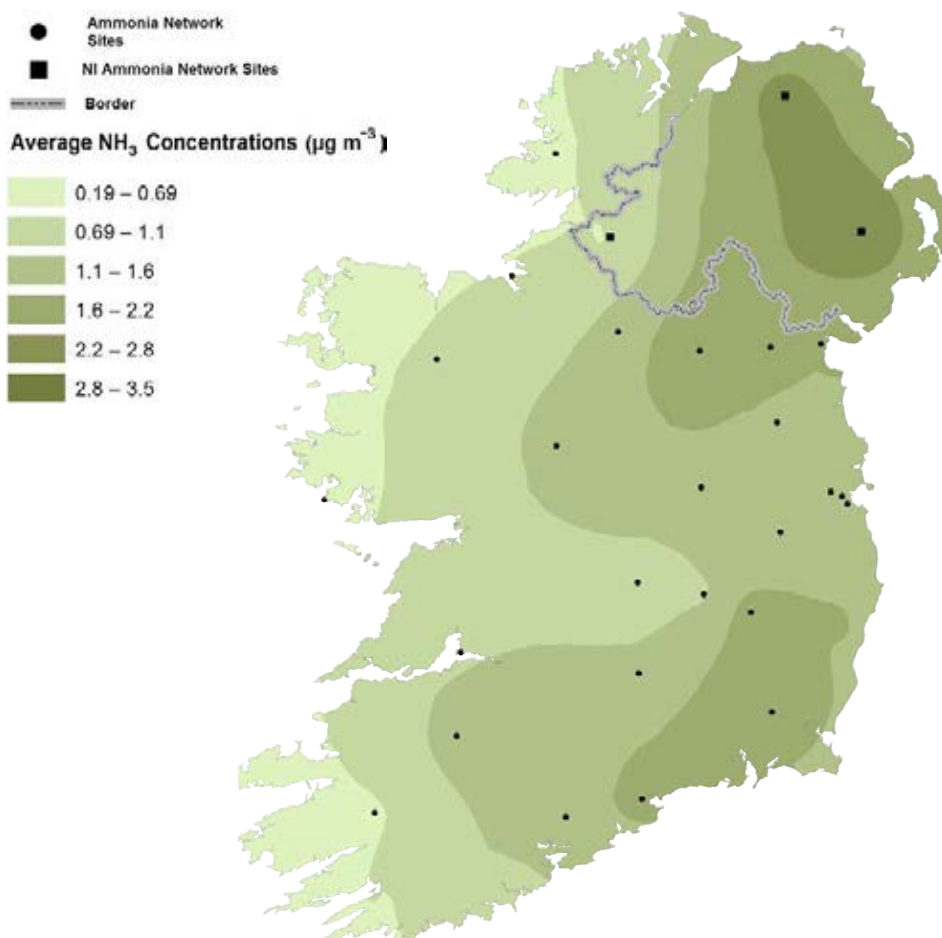 Ammonia Network
Sites
NI Ammonia Network Sites
Border
Average NH₃ Concentrations (µg m⁻³)
0.19 – 0.69
0.69 – 1.1
1.1 – 1.6
1.6 – 2.2
2.2 – 2.8
2.8 – 3.5